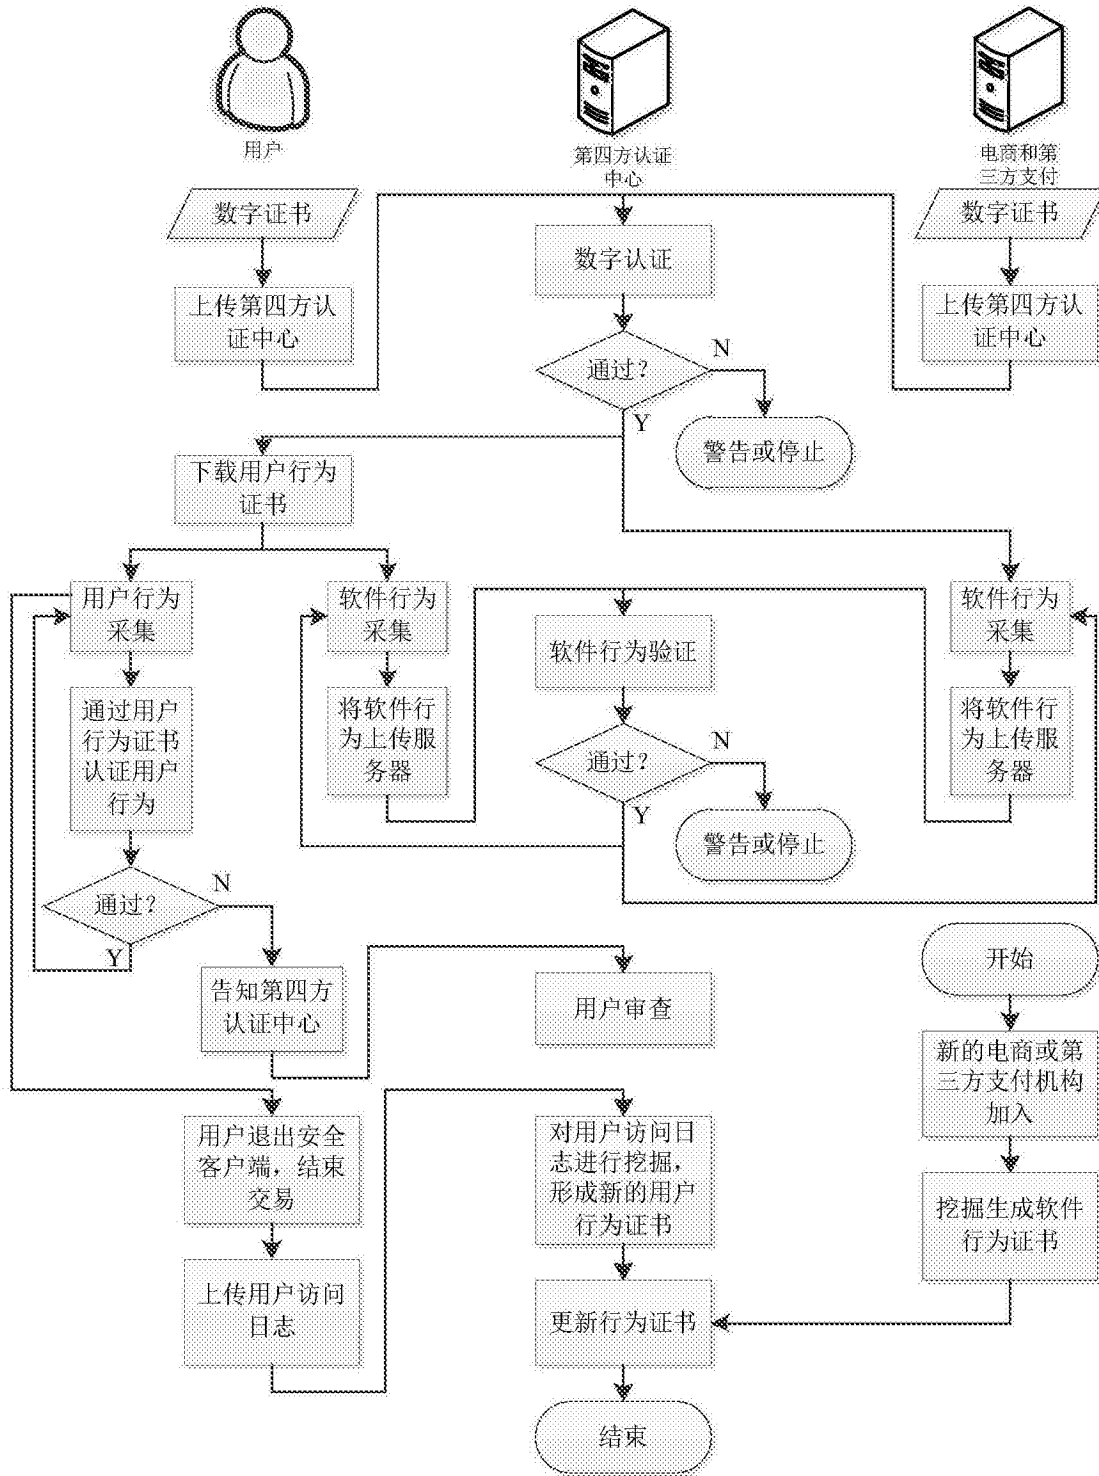 用户
第四方认证
中心
电商和第
三方支付
数字证书
数字证书
数字认证
上传第四方认
证中心
上传第四方认
证中心
通过？
N
Y
警告或停止
下载用户行为
证书
用户行为
采集
软件行为
采集
软件行为
采集
软件行为验证
通过用户
行为证书
认证用户
行为
将软件行
为上传服
务器
将软件行
为上传服
务器
通过？
N
Y
警告或停止
通过？
N
Y
告知第四方
认证中心
用户审查
开始
新的电商或第
三方支付机构
加入
用户退出安全
客户端，结束
交易
对用户访问日
志进行挖掘，
形成新的用户
行为证书
挖掘生成软件
行为证书
上传用户访问
日志
更新行为证书
结束